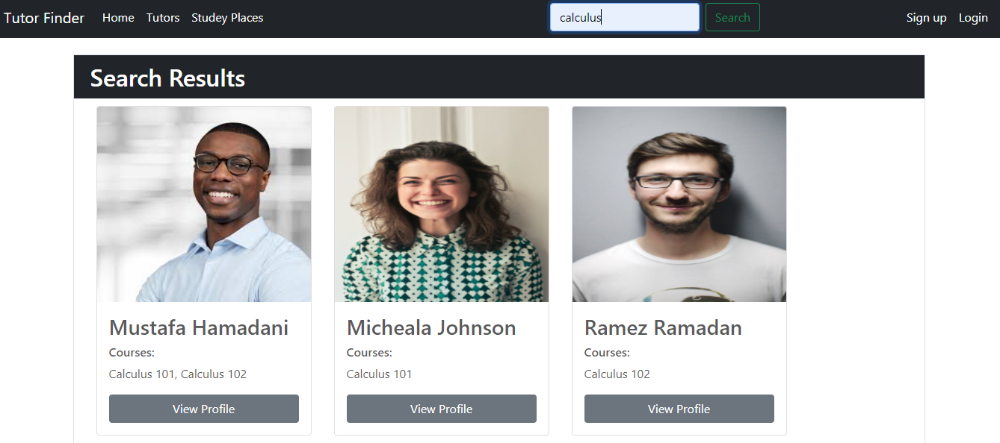 Tutor Finder Home Tutors Studey Places calculus Search Sign up Login
Search Results
Mustafa Hamadani
Courses:
Calculus 101, Calculus 102
View Profile
Micheala Johnson
Courses:
Calculus 101
View Profile
Ramez Ramadan
Courses:
Calculus 102
View Profile